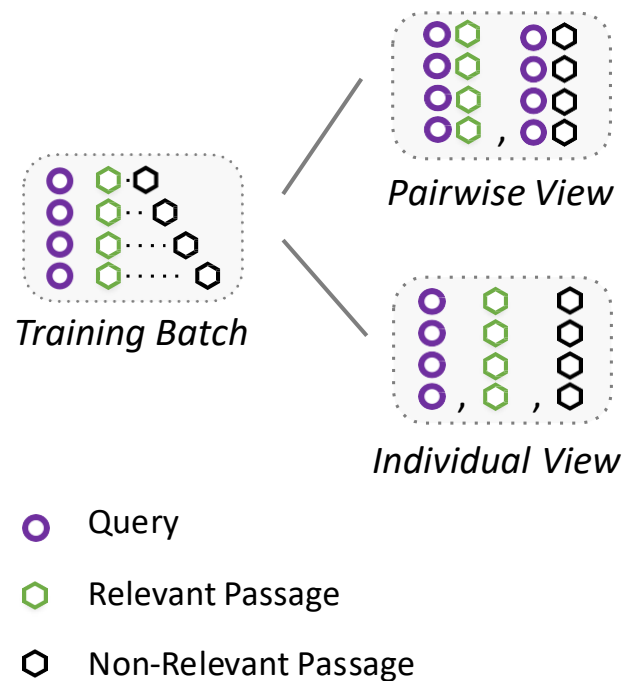 Pairwise View
Training Batch
Individual View
Query
Relevant Passage
Non-Relevant Passage